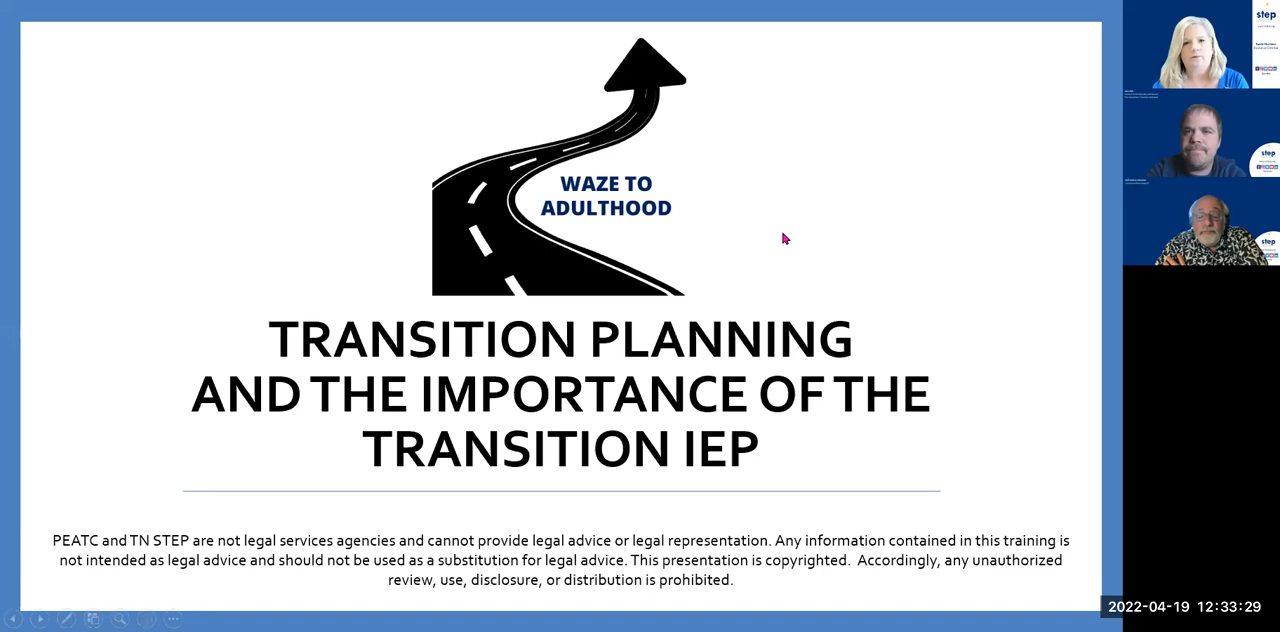 WAZE TO
ADULTHOOD
TRANSITION PLANNING
AND THE IMPORTANCE OF THE
TRANSITION IEP
PEATC and TN STEP are not legal services agencies and cannot provide legal advice or legal representation. Any information contained in this training is
not intended as legal advice and should not be used as a substitution for legal advice. This presentation is copyrighted. Accordingly, any unauthorized
review, use, disclosure, or distribution is prohibited.
step
step
step
2022-04-19 12:33:29